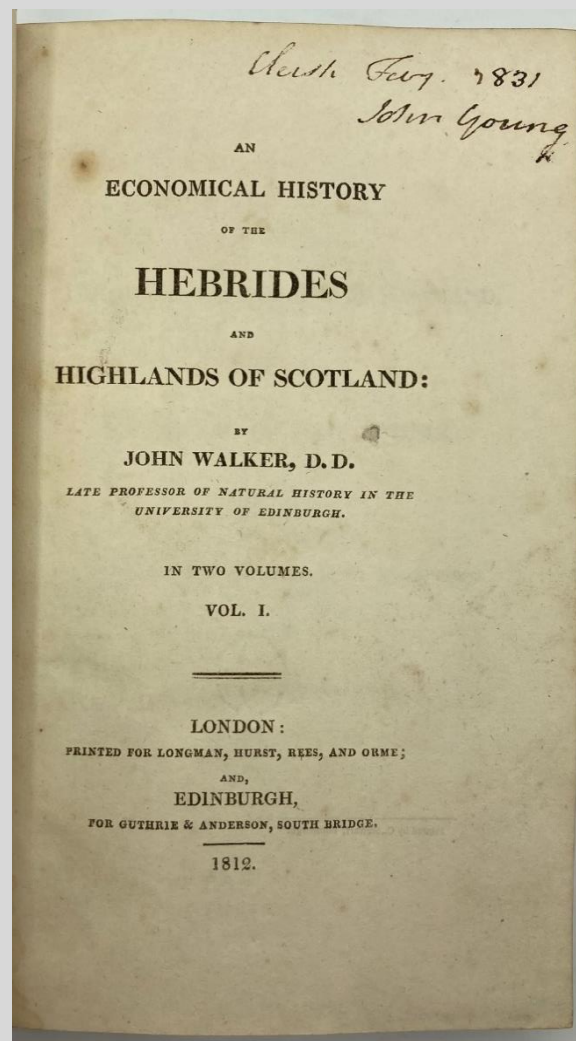 1831
John Young
AN
ECONOMICAL HISTORY
OF THE
HEBRIDES
AND
HIGHLANDS OF SCOTLAND:
BY
JOHN WALKER, D.D.
LATE PROFESSOR OF NATURAL HISTORY IN THE
UNIVERSITY OF EDINBURGH.
IN TWO VOLUMES.
VOL. I.
LONDON:
PRINTED FOR LONGMAN, HURST, REES, AND ORME;
AND,
EDINBURGH,
FOR GUTHRIE & ANDERSON, SOUTH BRIDGE.
1812.